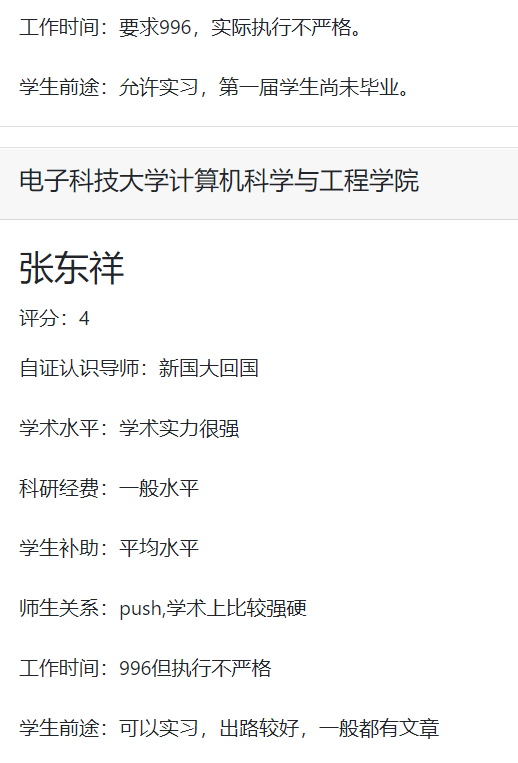 工作时间：要求996，实际执行不严格。
学生前途：允许实习，第一届学生尚未毕业。
电子科技大学计算机科学与工程学院
张东祥
评分：4
自证认识导师：新国大回国
学术水平：学术实力很强
科研经费：一般水平
学生补助：平均水平
师生关系：push,学术上比较强硬
工作时间：996但执行不严格
学生前途：可以实习，出路较好，一般都有文章